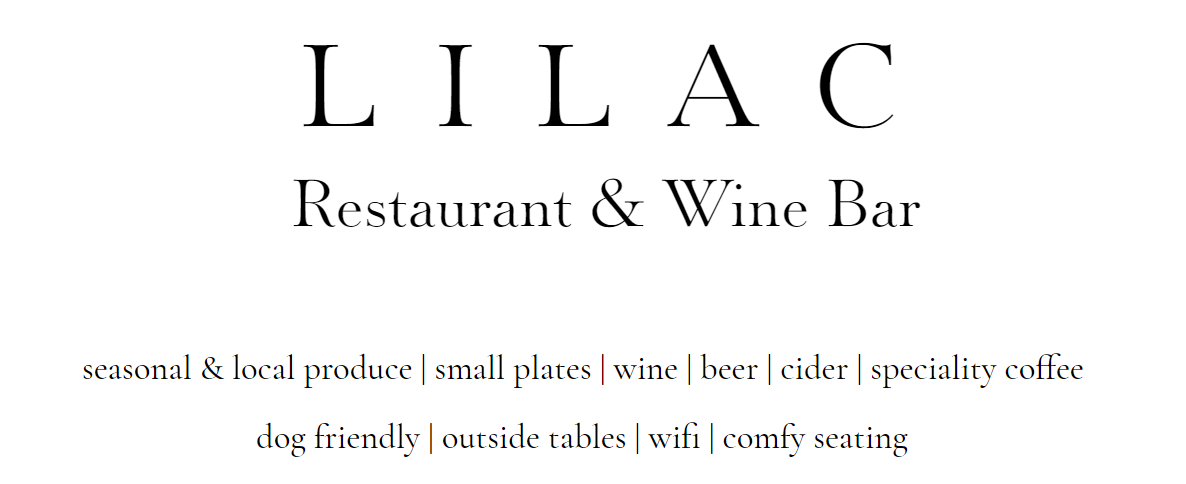 LILAC
Restaurant & Wine Bar
seasonal & local produce | small plates | wine | beer | cider | speciality coffee
dog friendly | outside tables | wifi | comfy seating